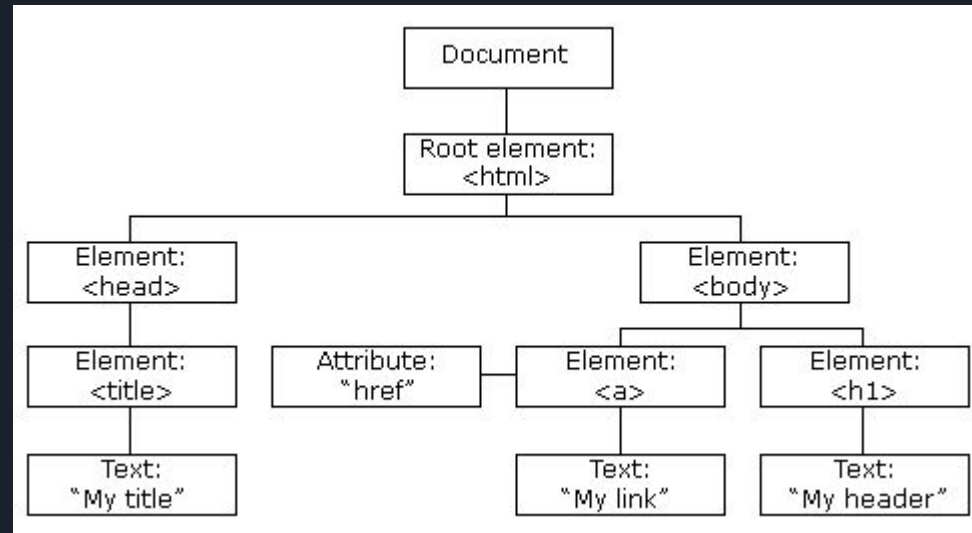 Document
Root element:
<html>
Element:
<head>
Element:
<body>
Element:
<title>
Attribute:
“href”
Element:
<a>
Element:
<h1>
Text:
“My title”
Text:
“My link”
Text:
“My header”